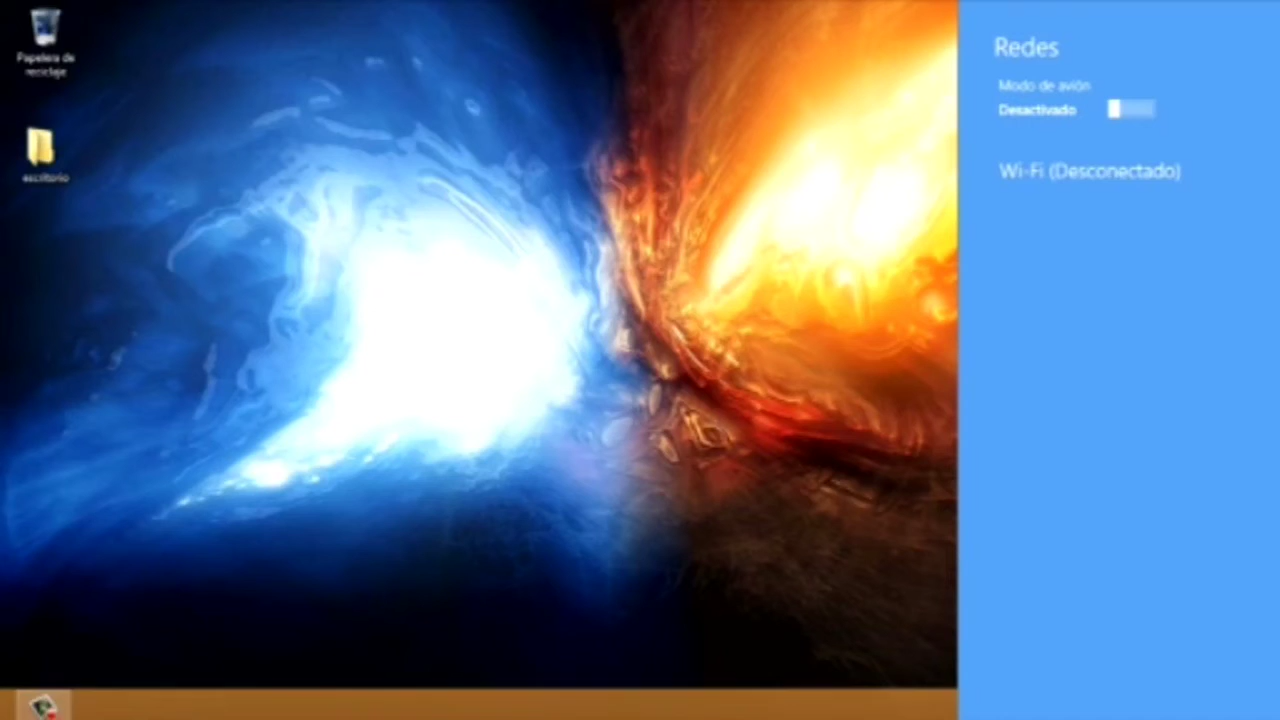 Papelera de
reciclaje
escritorio
Redes
Modo de avión
Desactivado
Wi-Fi (Desconectado)